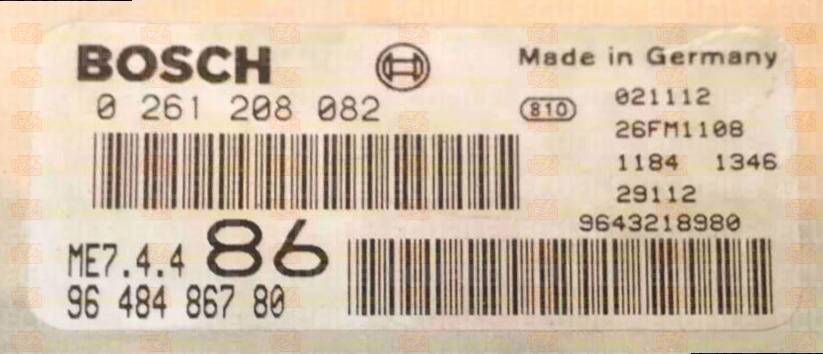 BOSCH
Made in Germany
0 261 208 082
810
021112
26FM1108
1184 1346
29112
9643218980
ME7.4.4 86
96 484 867 80